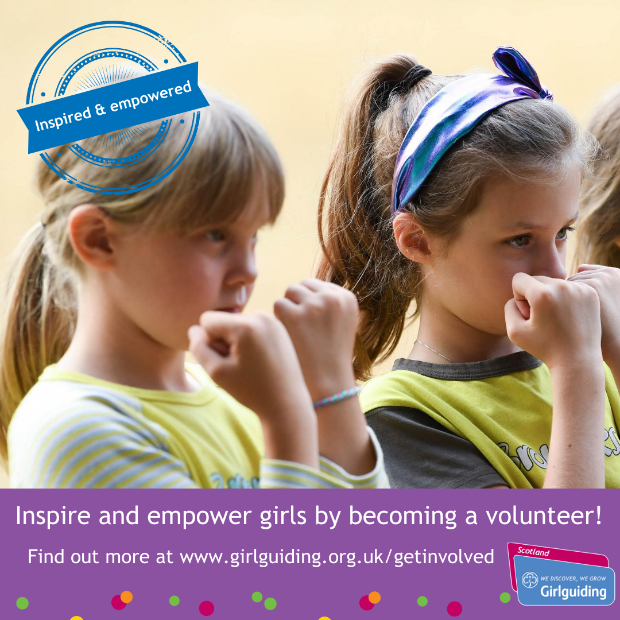 Inspired & empowered
Inspire and empower girls by becoming a volunteer!
Find out more at www.girlguiding.org.uk/getinvolved
Scotland
WE DISCOVER, WE GROW
Girlguiding